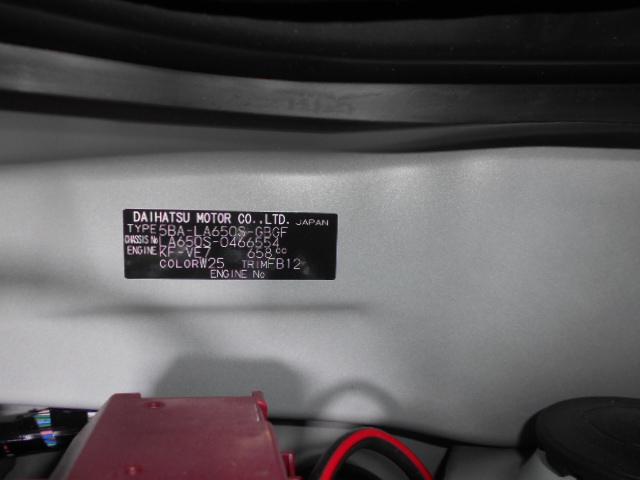 DAIHATSU MOTOR CO.,LTD. JAPAN
TYPE 5BA-LA650S-GBGF
CHASSIS No LA650S-0466554
ENGINE KF-VE7 658cc
COLOR W25 TRIM FB12
ENGINE No